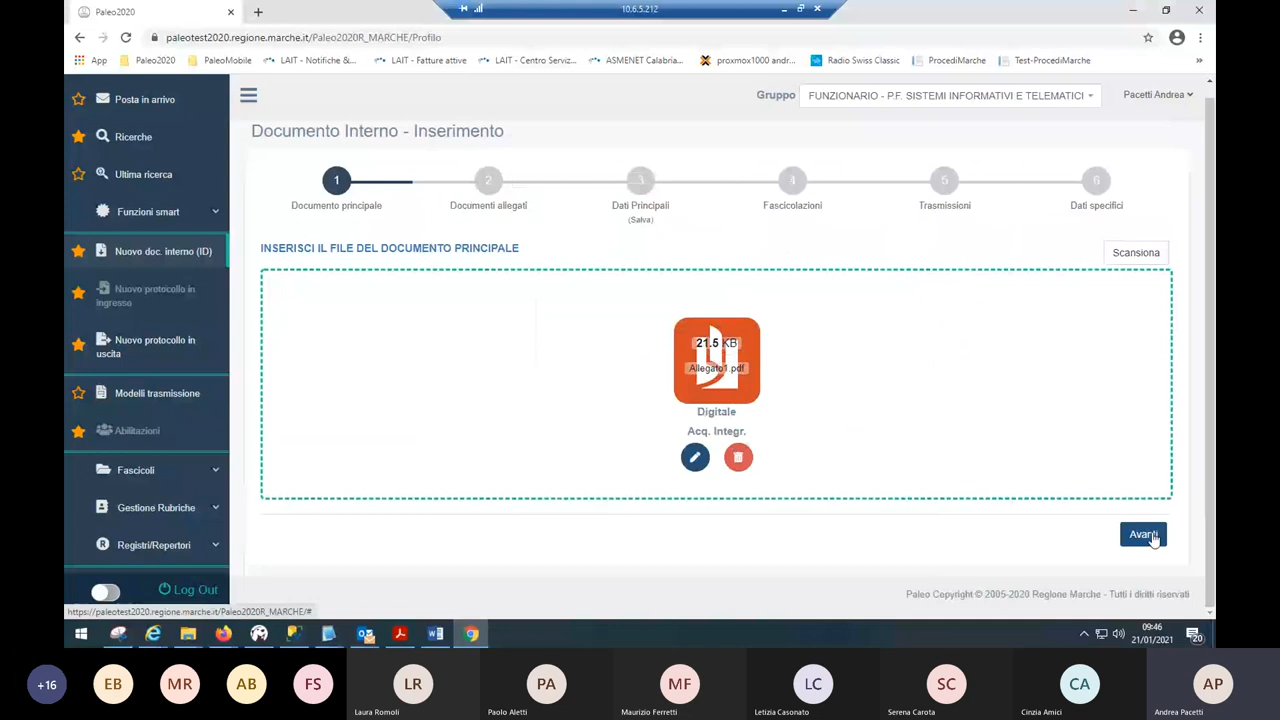 Paleo2020
10.6.5.212
paleotest2020.regione.marche.it/Paleo2020R_MARCHE/Profilo
App
Paleo2020
PaleoMobile
LAIT - Notifiche &...
LAIT - Fatture attive
LAIT - Centro Serviz...
ASMENET Calabria...
proxmox1000 andr...
Radio Swiss Classic
ProcediMarche
Test-ProcediMarche
Posta in arrivo
Ricerche
Ultima ricerca
Funzioni smart
Nuovo doc. interno (ID)
Nuovo protocollo in
ingresso
Nuovo protocollo in
uscita
Modelli trasmissione
Abilitazioni
Fascicoli
Gestione Rubriche
Registri/Repertori
Log Out
Gruppo
FUNZIONARIO - P.F. SISTEMI INFORMATIVI E TELEMATICI
Pacetti Andrea
Documento Interno - Inserimento
1
2
3
4
5
6
Documento principale
Documenti allegati
Dati Principali
(Salva)
Fascicolazioni
Trasmissioni
Dati specifici
INSERISCI IL FILE DEL DOCUMENTO PRINCIPALE
Scansiona
21.5 KB
Allegato1.pdf
Digitale
Acq. Integr.
Avanti
Paleo Copyright © 2005-2020 Regione Marche - Tutti i diritti riservati
https://paleotest2020.regione.marche.it/Paleo2020R_MARCHE/#
09:46
21/01/2021
20
+16
EB
MR
AB
FS
LR
Laura Romoli
PA
Paolo Aletti
MF
Maurizio Ferretti
LC
Letizia Casonato
SC
Serena Carota
CA
Cinzia Amici
AP
Andrea Pacetti